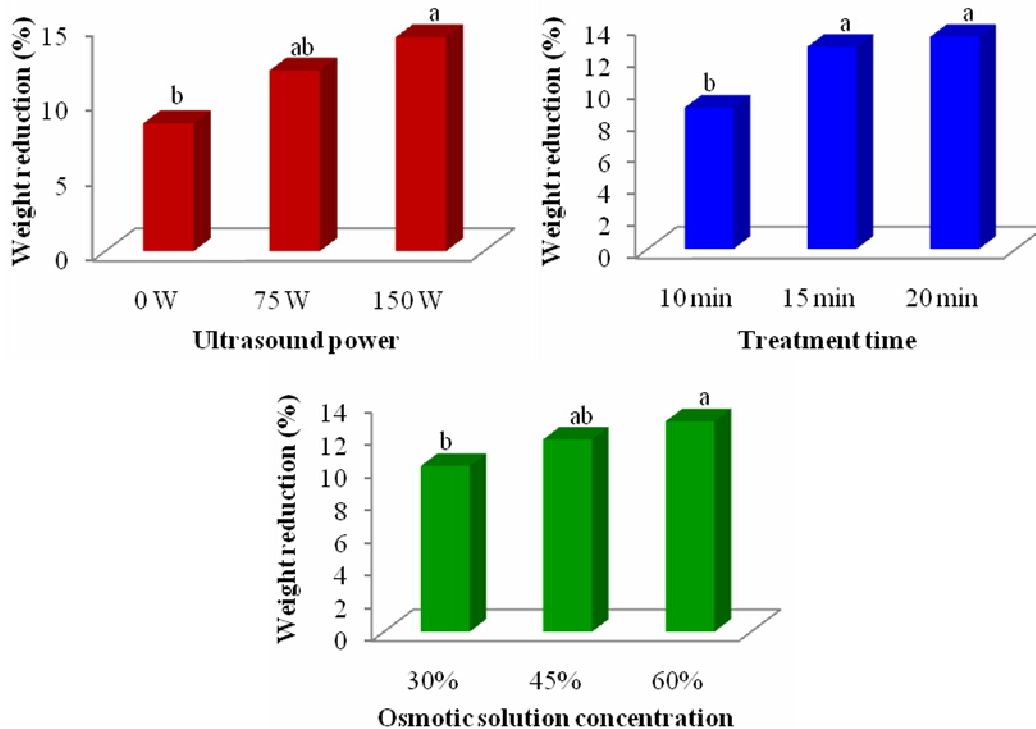 Weight reduction (%)
15
10
5
0
b
ab
a
0 W
75 W
150 W
Ultrasound power
Weight reduction (%)
14
12
10
8
6
4
2
0
b
a
a
10 min
15 min
20 min
Treatment time
Weight reduction (%)
14
12
10
8
6
4
2
0
b
ab
a
30%
45%
60%
Osmotic solution concentration